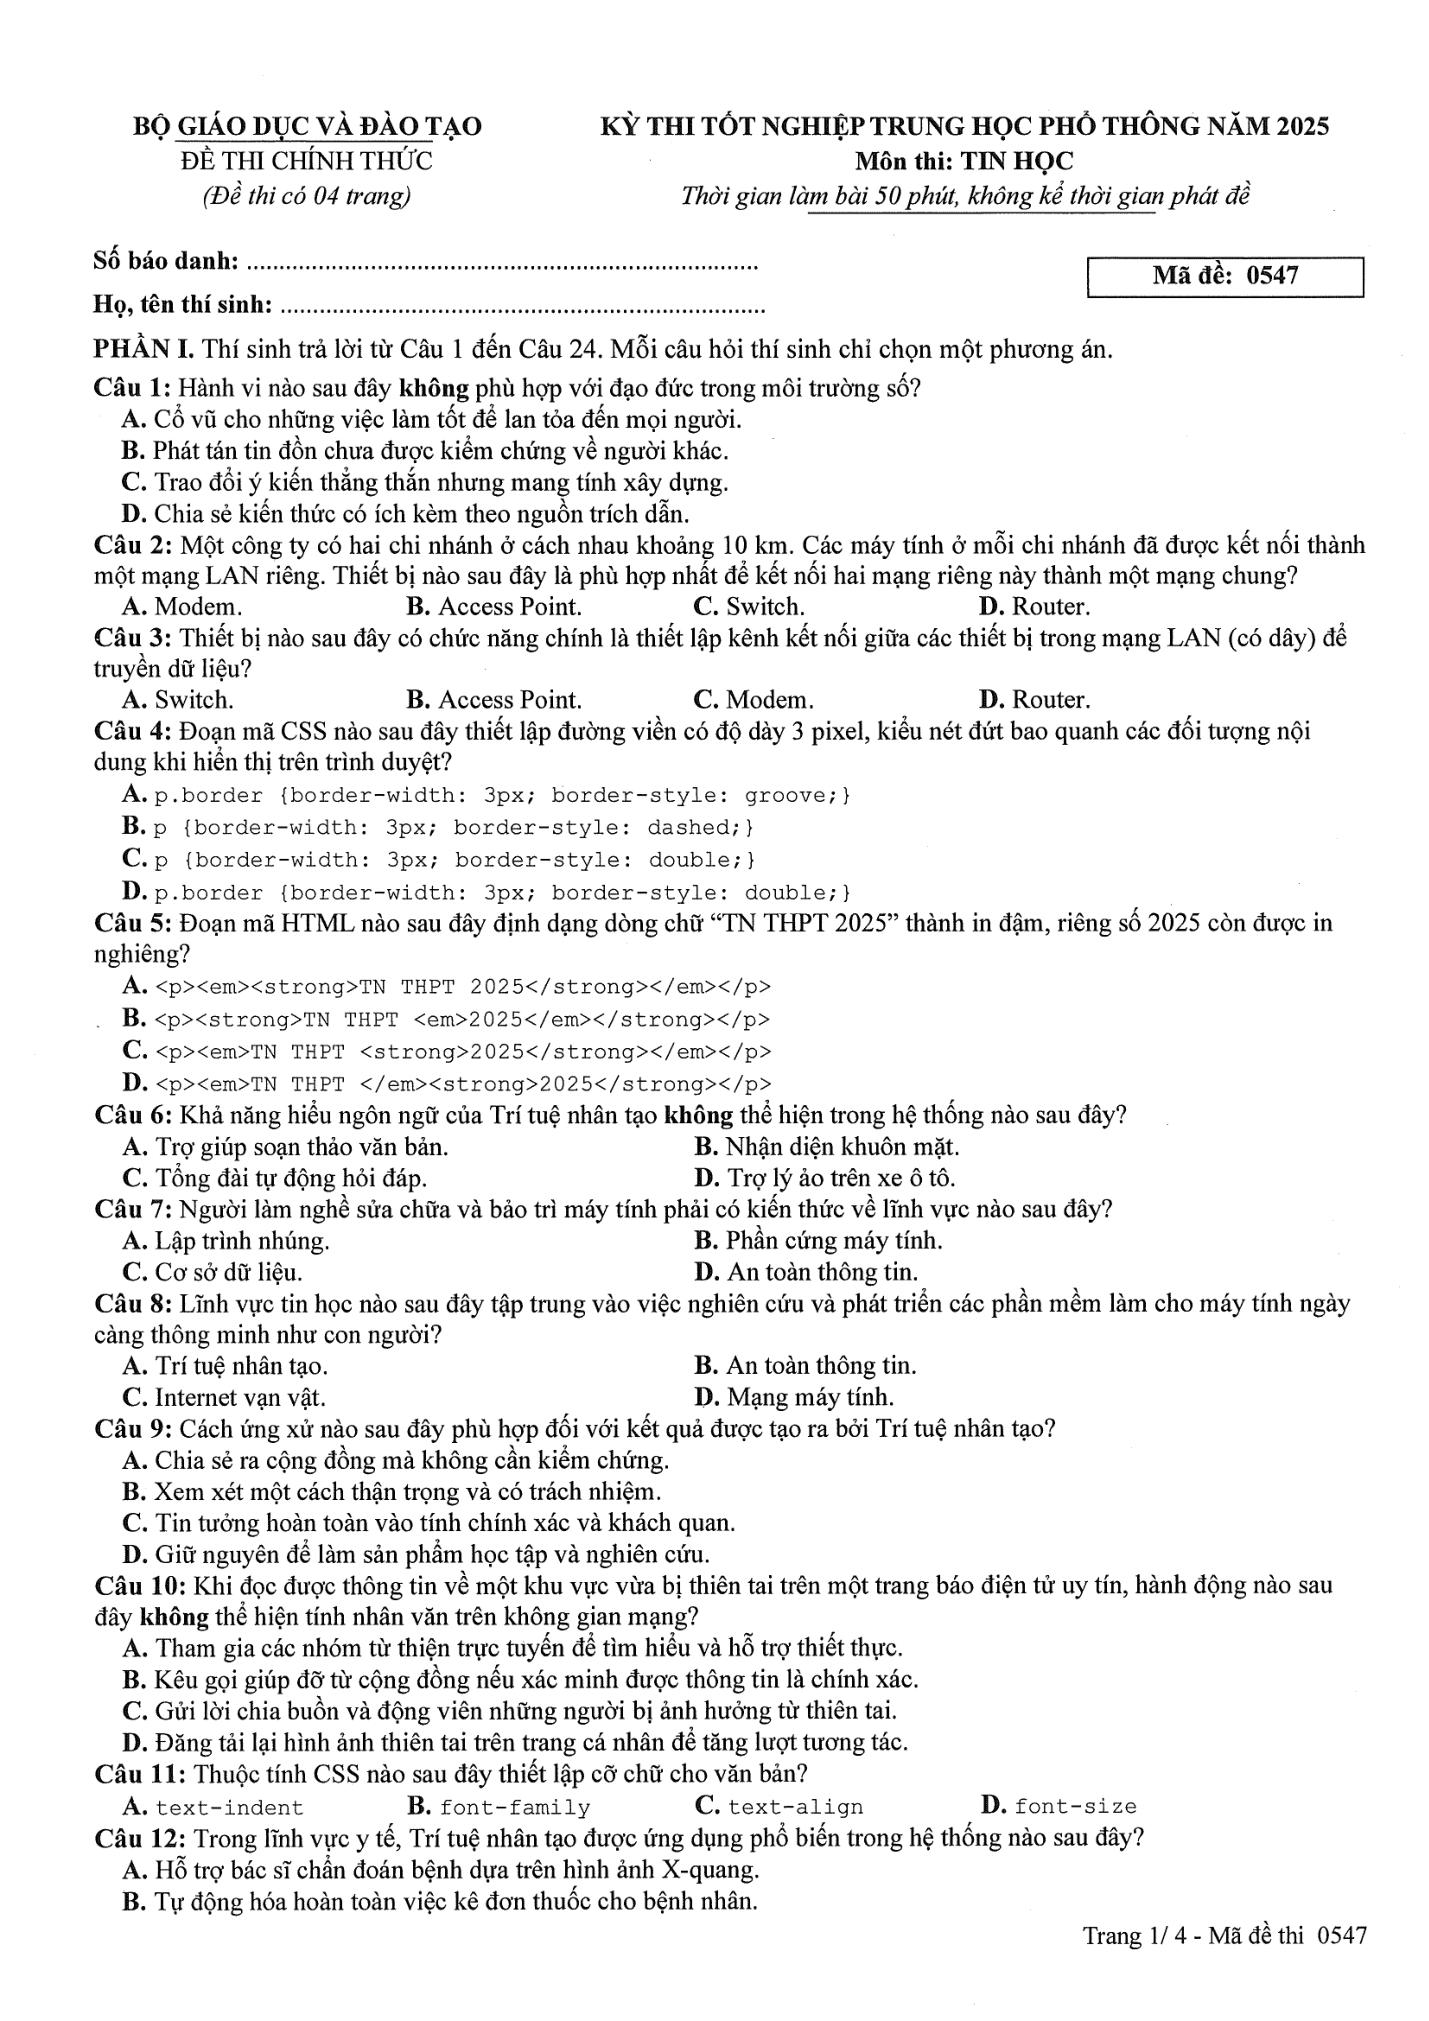 BỘ GIÁO DỤC VÀ ĐÀO TẠO
ĐỀ THI CHÍNH THỨC
(Đề thi có 04 trang)
KỲ THI TỐT NGHIỆP TRUNG HỌC PHỔ THÔNG NĂM 2025
Môn thi: TIN HỌC
Thời gian làm bài 50 phút, không kể thời gian phát đề
Số báo danh: ..............................................................................
Họ, tên thí sinh: ..........................................................................
Mã đề: 0547
PHẦN I. Thí sinh trả lời từ Câu 1 đến Câu 24. Mỗi câu hỏi thí sinh chỉ chọn một phương án.
Câu 1: Hành vi nào sau đây không phù hợp với đạo đức trong môi trường số?
A. Cổ vũ cho những việc làm tốt để lan tỏa đến mọi người.
B. Phát tán tin đồn chưa được kiểm chứng về người khác.
C. Trao đổi ý kiến thẳng thắn nhưng mang tính xây dựng.
D. Chia sẻ kiến thức có ích kèm theo nguồn trích dẫn.
Câu 2: Một công ty có hai chi nhánh ở cách nhau khoảng 10 km. Các máy tính ở mỗi chi nhánh đã được kết nối thành
một mạng LAN riêng. Thiết bị nào sau đây là phù hợp nhất để kết nối hai mạng riêng này thành một mạng chung?
A. Modem. B. Access Point. C. Switch. D. Router.
Câu 3: Thiết bị nào sau đây có chức năng chính là thiết lập kênh kết nối giữa các thiết bị trong mạng LAN (có dây) để
truyền dữ liệu?
A. Switch. B. Access Point. C. Modem. D. Router.
Câu 4: Đoạn mã CSS nào sau đây thiết lập đường viền có độ dày 3 pixel, kiểu nét đứt bao quanh các đối tượng nội
dung khi hiển thị trên trình duyệt?
A. p.border {border-width: 3px; border-style: groove;}
B. p {border-width: 3px; border-style: dashed;}
C. p {border-width: 3px; border-style: double;}
D. p.border {border-width: 3px; border-style: double;}
Câu 5: Đoạn mã HTML nào sau đây định dạng dòng chữ “TN THPT 2025” thành in đậm, riêng số 2025 còn được in
nghiêng?
A. <p><em><strong>TN THPT 2025</strong></em></p>
B. <p><strong>TN THPT <em>2025</em></strong></p>
C. <p><em>TN THPT <strong>2025</strong></em></p>
D. <p><em>TN THPT </em><strong>2025</strong></p>
Câu 6: Khả năng hiểu ngôn ngữ của Trí tuệ nhân tạo không thể hiện trong hệ thống nào sau đây?
A. Trợ giúp soạn thảo văn bản. B. Nhận diện khuôn mặt.
C. Tổng đài tự động hỏi đáp. D. Trợ lý ảo trên xe ô tô.
Câu 7: Người làm nghề sửa chữa và bảo trì máy tính phải có kiến thức về lĩnh vực nào sau đây?
A. Lập trình nhúng. B. Phần cứng máy tính.
C. Cơ sở dữ liệu. D. An toàn thông tin.
Câu 8: Lĩnh vực tin học nào sau đây tập trung vào việc nghiên cứu và phát triển các phần mềm làm cho máy tính ngày
càng thông minh như con người?
A. Trí tuệ nhân tạo. B. An toàn thông tin.
C. Internet vạn vật. D. Mạng máy tính.
Câu 9: Cách ứng xử nào sau đây phù hợp đối với kết quả được tạo ra bởi Trí tuệ nhân tạo?
A. Chia sẻ ra cộng đồng mà không cần kiểm chứng.
B. Xem xét một cách thận trọng và có trách nhiệm.
C. Tin tưởng hoàn toàn vào tính chính xác và khách quan.
D. Giữ nguyên để làm sản phẩm học tập và nghiên cứu.
Câu 10: Khi đọc được thông tin về một khu vực vừa bị thiên tai trên một trang báo điện tử uy tín, hành động nào sau
đây không thể hiện tính nhân văn trên không gian mạng?
A. Tham gia các nhóm từ thiện trực tuyến để tìm hiểu và hỗ trợ thiết thực.
B. Kêu gọi giúp đỡ từ cộng đồng nếu xác minh được thông tin là chính xác.
C. Gửi lời chia buồn và động viên những người bị ảnh hưởng từ thiên tai.
D. Đăng tải lại hình ảnh thiên tai trên trang cá nhân để tăng lượt tương tác.
Câu 11: Thuộc tính CSS nào sau đây thiết lập cỡ chữ cho văn bản?
A. text-indent B. font-family C. text-align D. font-size
Câu 12: Trong lĩnh vực y tế, Trí tuệ nhân tạo được ứng dụng phổ biến trong hệ thống nào sau đây?
A. Hỗ trợ bác sĩ chẩn đoán bệnh dựa trên hình ảnh X-quang.
B. Tự động hóa hoàn toàn việc kê đơn thuốc cho bệnh nhân.
Trang 1/ 4 - Mã đề thi 0547